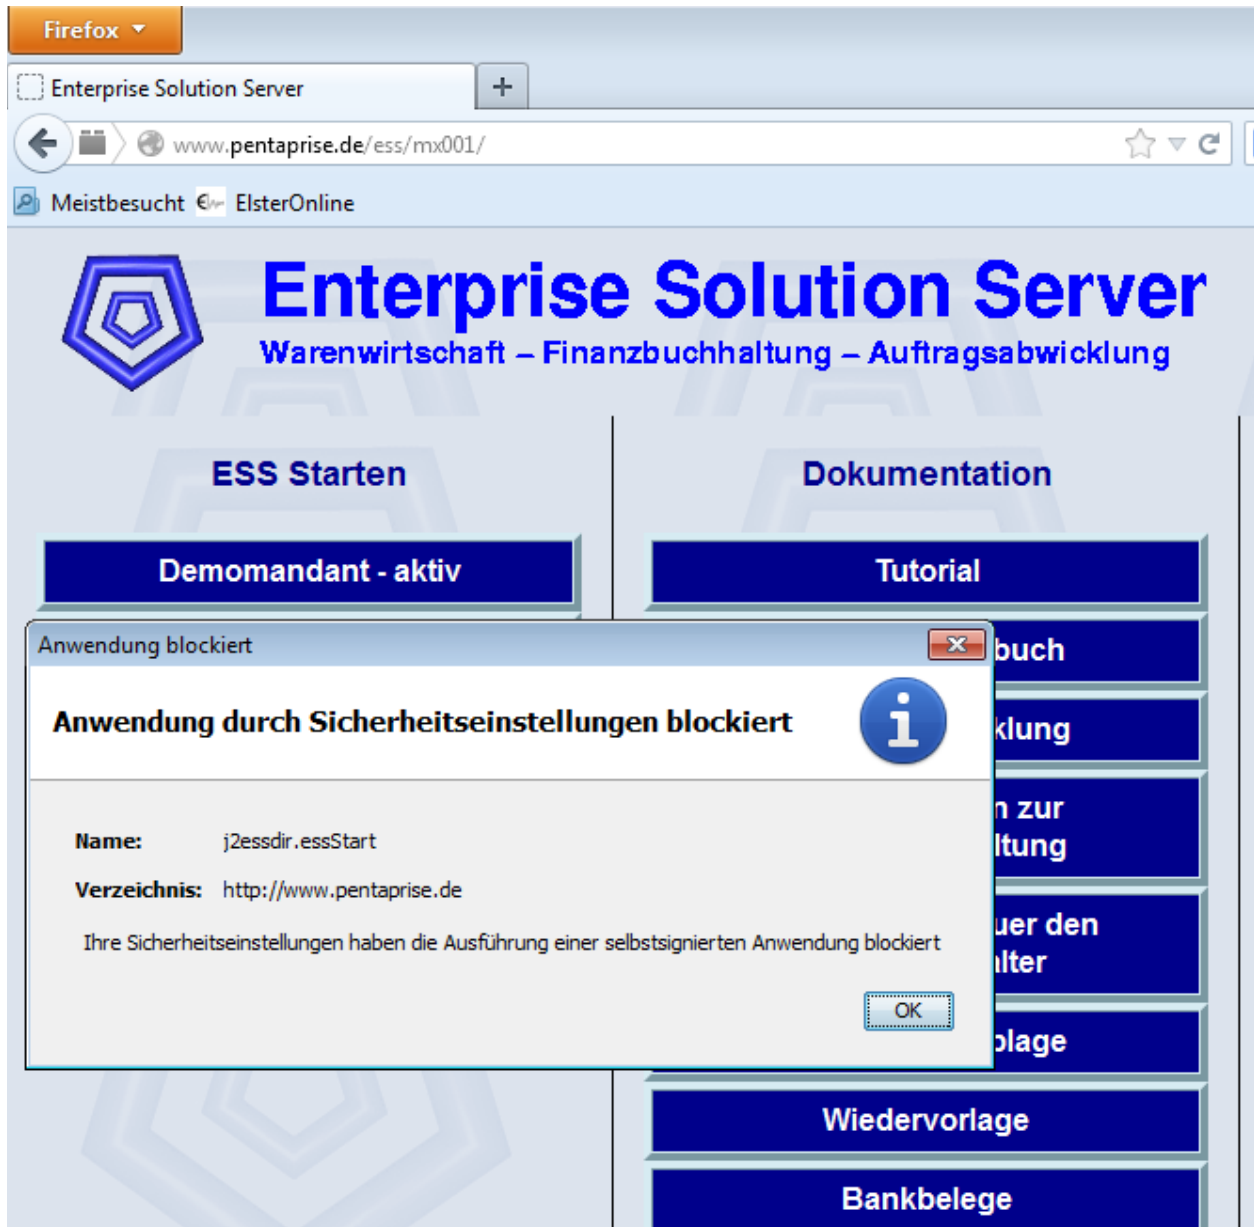 Firefox
Enterprise Solution Server
www.pentaprise.de/ess/mx001/
Meistbesucht
ElsterOnline
Enterprise Solution Server
Warenwirtschaft – Finanzbuchhaltung – Auftragsabwicklung
ESS Starten
Demomandant - aktiv
Dokumentation
Tutorial
buch
klung
n zur
ltung
uer den
lter
blage
Wiedervorlage
Bankbelege
Anwendung blockiert
Anwendung durch Sicherheitseinstellungen blockiert
Name: j2essdir.essStart
Verzeichnis: http://www.pentaprise.de
Ihre Sicherheitseinstellungen haben die Ausführung einer selbstsignierten Anwendung blockiert
OK